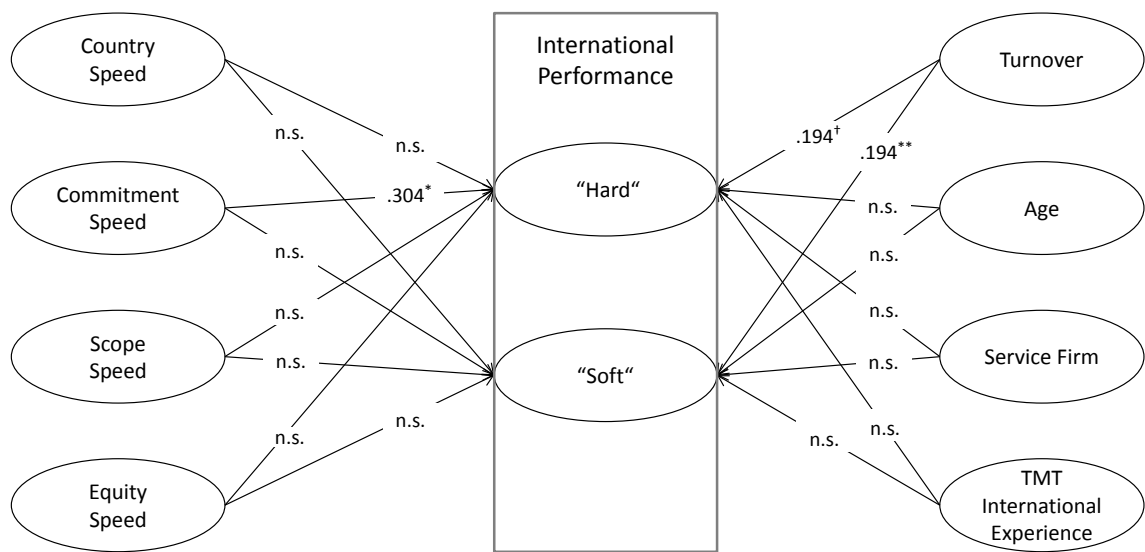 Country
Speed
Commitment
Speed
Scope
Speed
Equity
Speed
n.s.
n.s.
.304*
n.s.
n.s.
n.s.
n.s.
n.s.
International
Performance
“Hard“
“Soft“
.194†
.194**
n.s.
n.s.
n.s.
n.s.
n.s.
n.s.
Turnover
Age
Service Firm
TMT
International
Experience